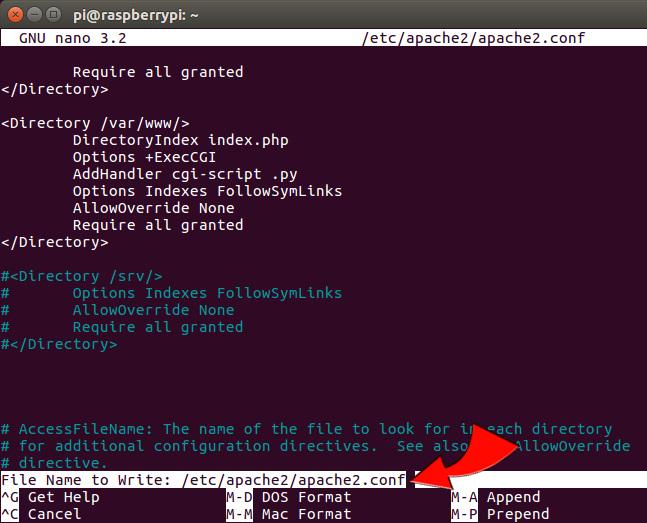 pi@raspberrypi: ~
GNU nano 3.2 /etc/apache2/apache2.conf
Require all granted
</Directory>
<Directory /var/www/>
DirectoryIndex index.php
Options +ExecCGI
AddHandler cgi-script .py
Options Indexes FollowSymLinks
AllowOverride None
Require all granted
</Directory>
#<Directory /srv/>
# Options Indexes FollowSymLinks
# AllowOverride None
# Require all granted
#</Directory>
# AccessFileName: The name of the file to look for in each directory
# for additional configuration directives. See also AllowOverride
# directive.
File Name to Write: /etc/apache2/apache2.conf
^G Get Help M-D DOS Format M-A Append
^C Cancel M-M Mac Format M-P Prepend